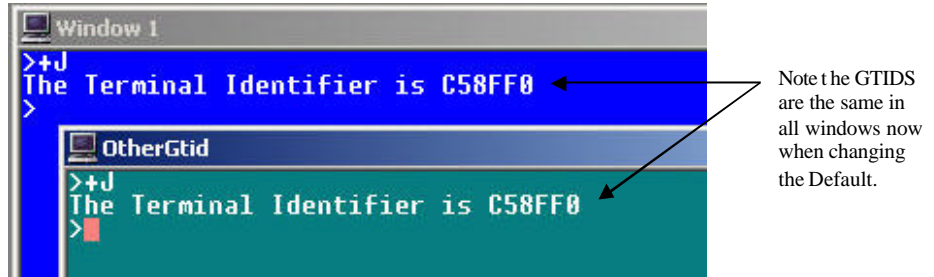 Window 1
>+J
The Terminal Identifier is C58FF0
>
OtherGtid
>+J
The Terminal Identifier is C58FF0
>
Note t he GTIDS
are the same in
all windows now
when changing
the Default.